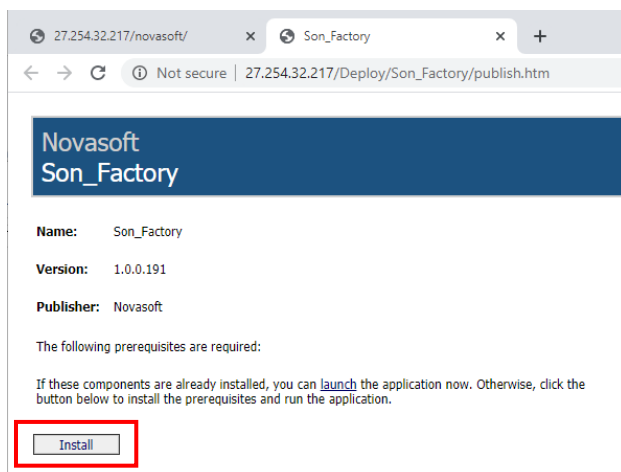 27.254.32.217/novasoft/
Son_Factory
Not secure | 27.254.32.217/Deploy/Son_Factory/publish.htm
Novasoft
Son_Factory
Name: Son_Factory
Version: 1.0.0.191
Publisher: Novasoft
The following prerequisites are required:
If these components are already installed, you can launch the application now. Otherwise, click the
button below to install the prerequisites and run the application.
Install